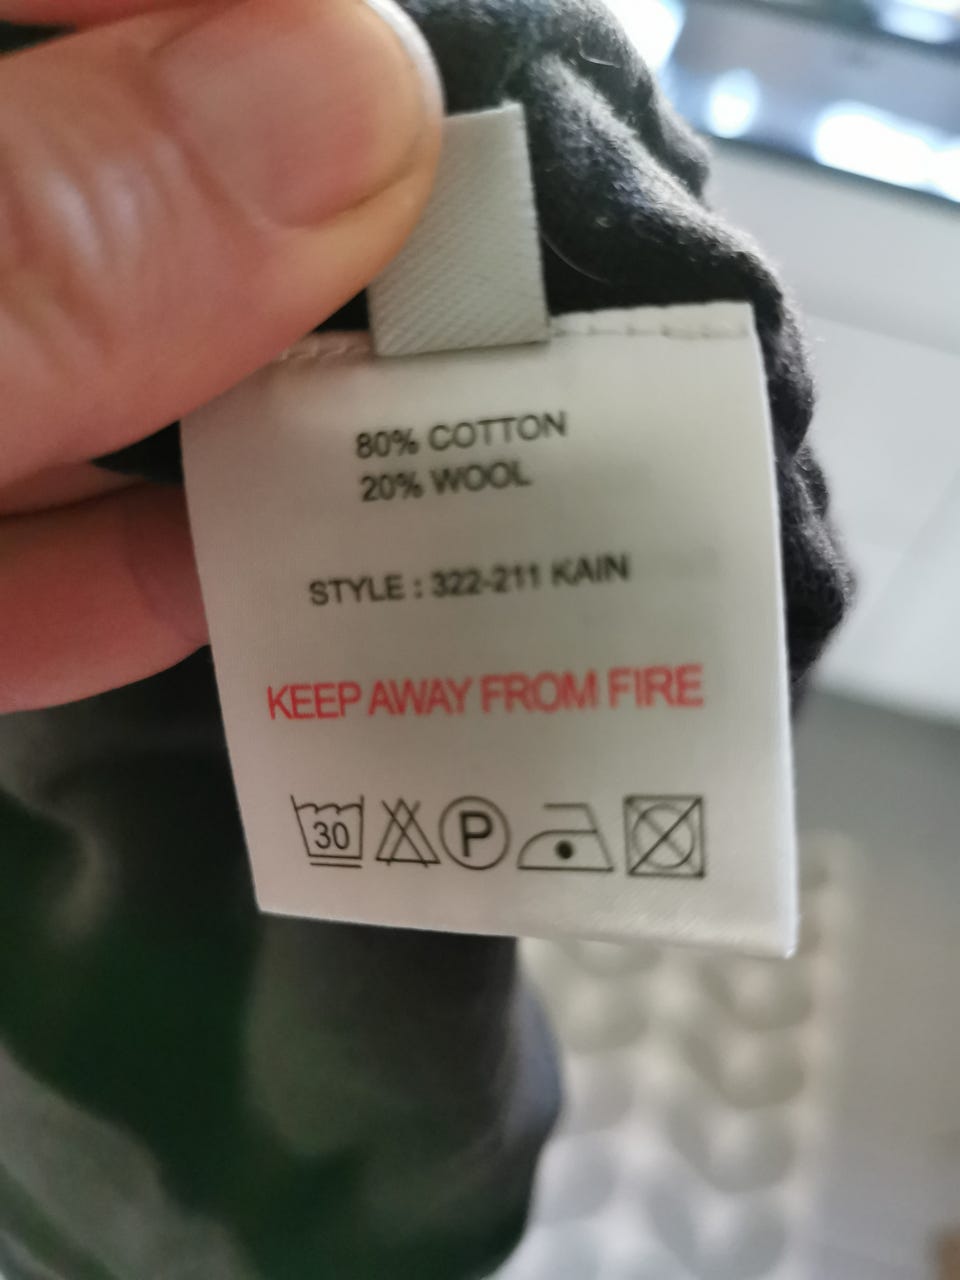 80% COTTON
20% WOOL
STYLE : 322-211 KAIN
KEEP AWAY FROM FIRE
30 P